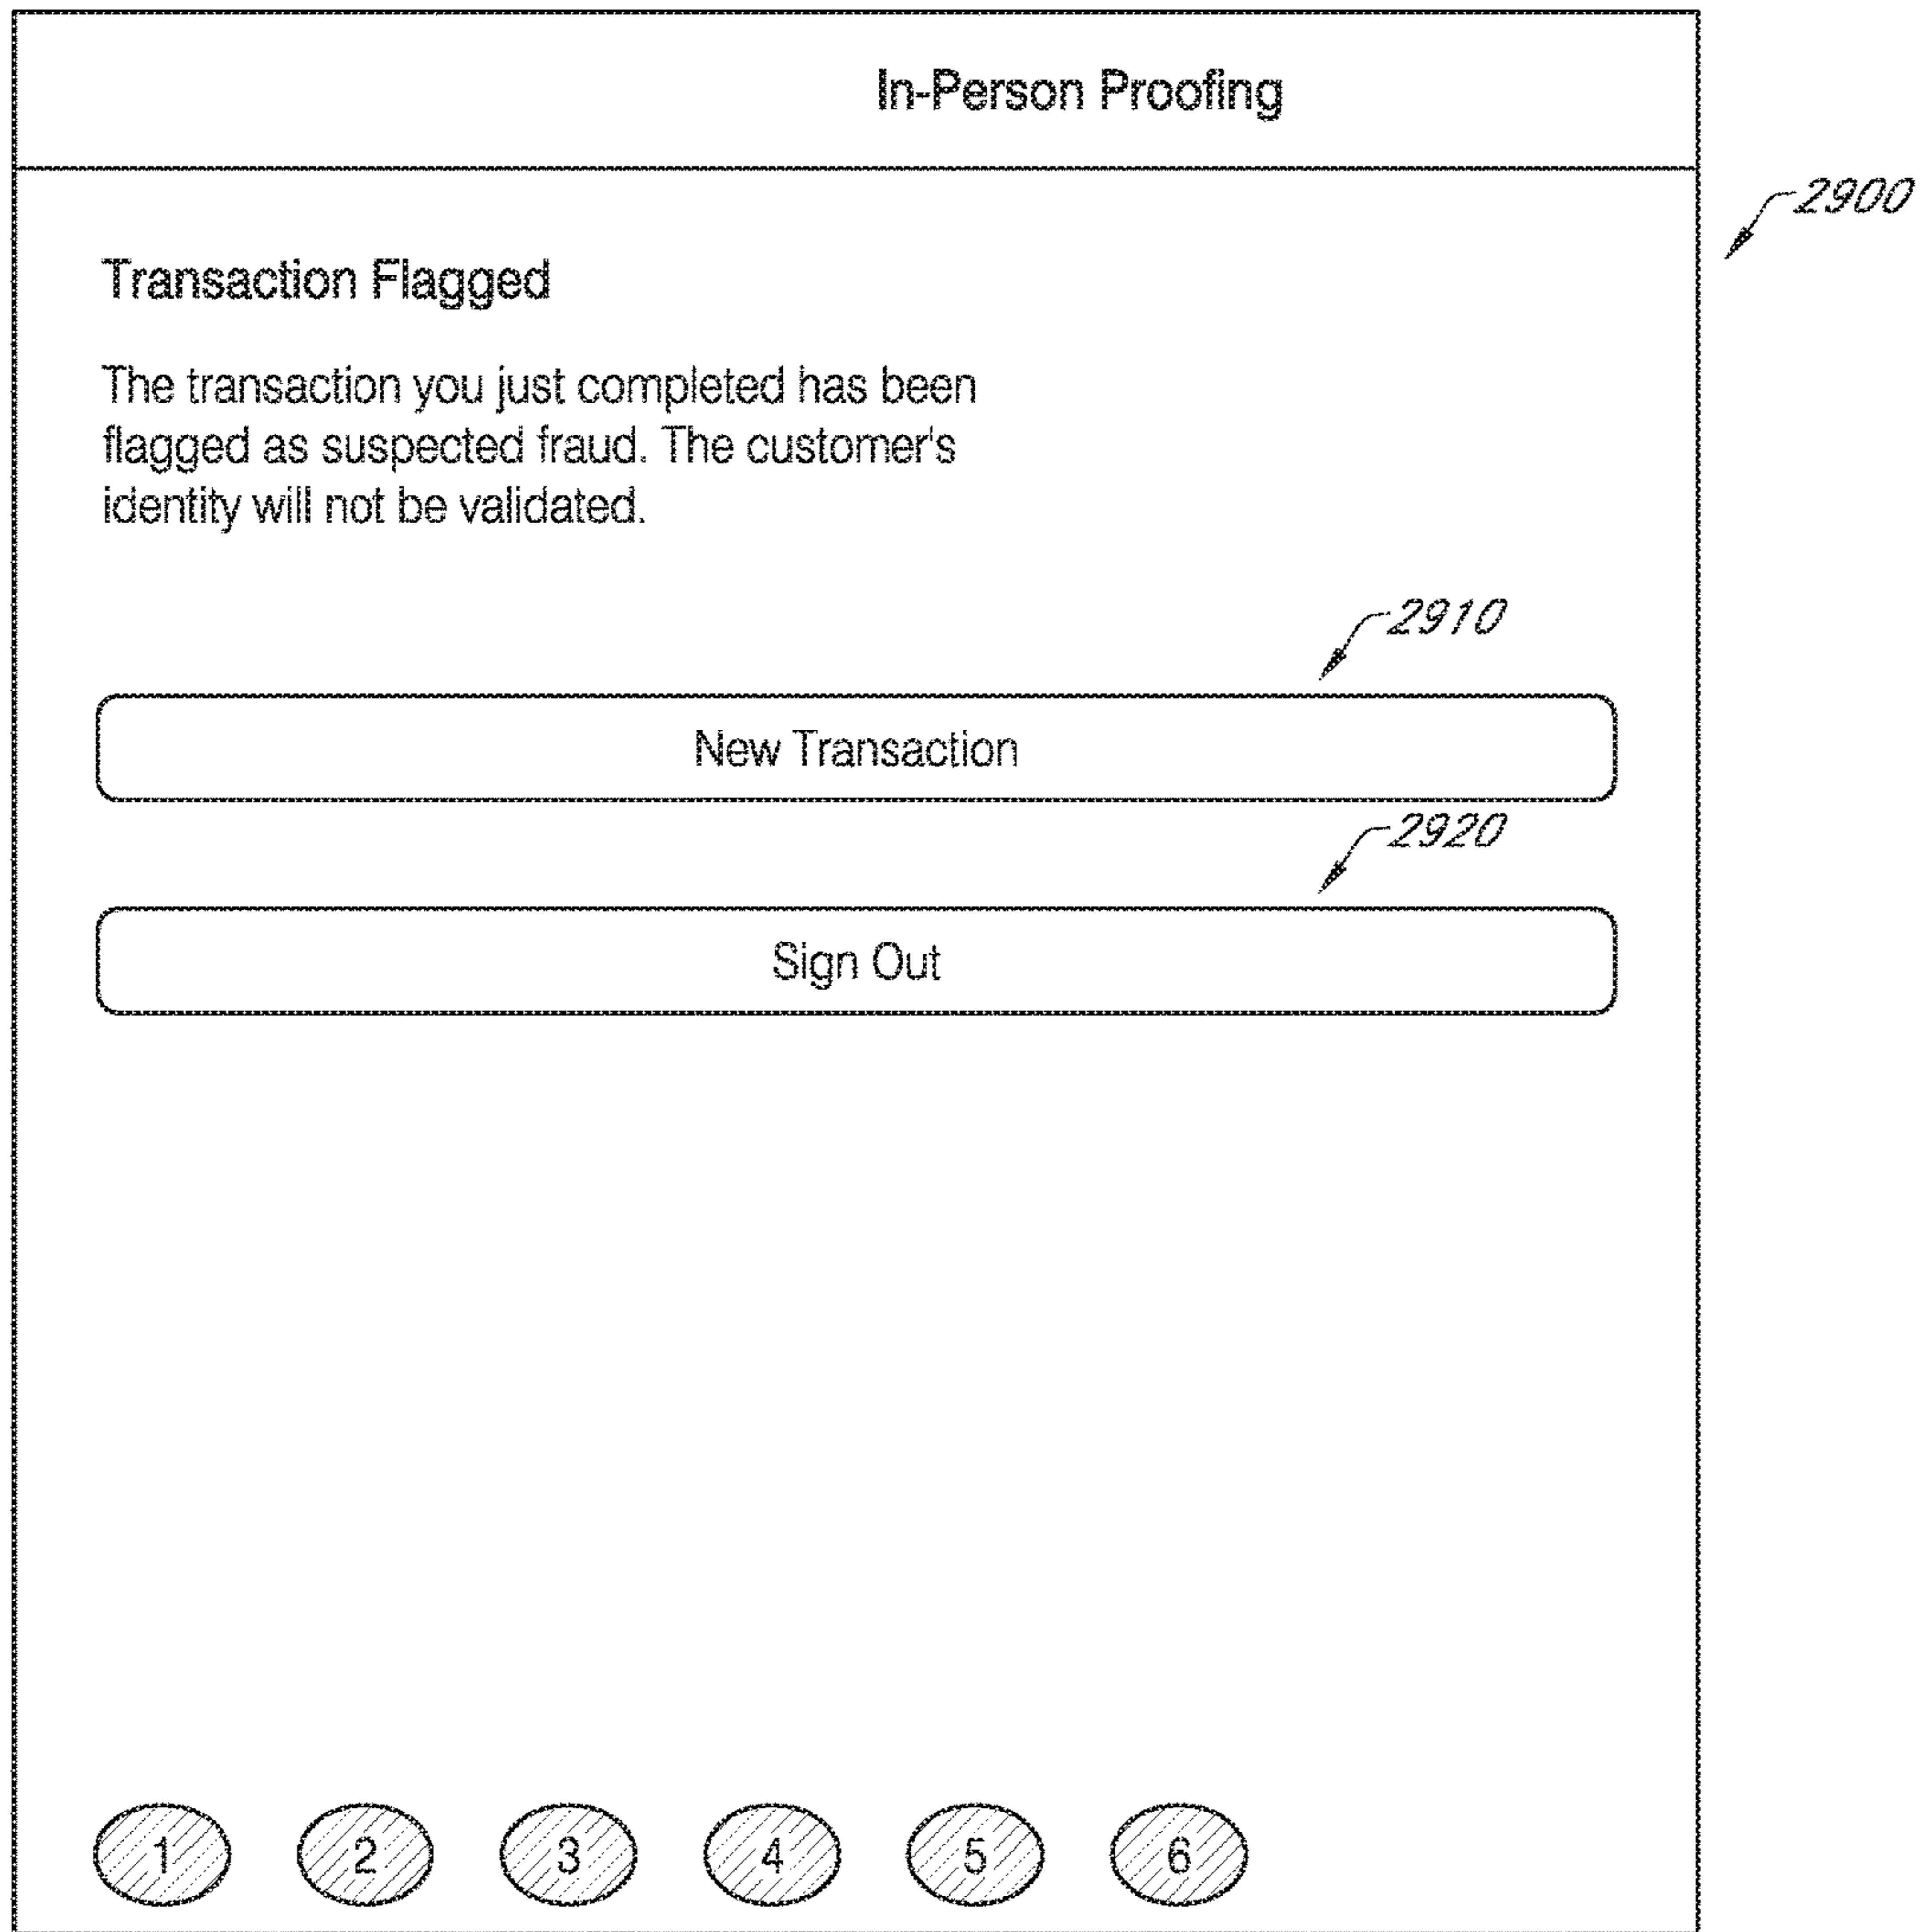 In-Person Proofing
2900
Transaction Flagged
The transaction you just completed has been
flagged as suspected fraud. The customer's
identity will not be validated.
2910
New Transaction
2920
Sign Out
1 2 3 4 5 6